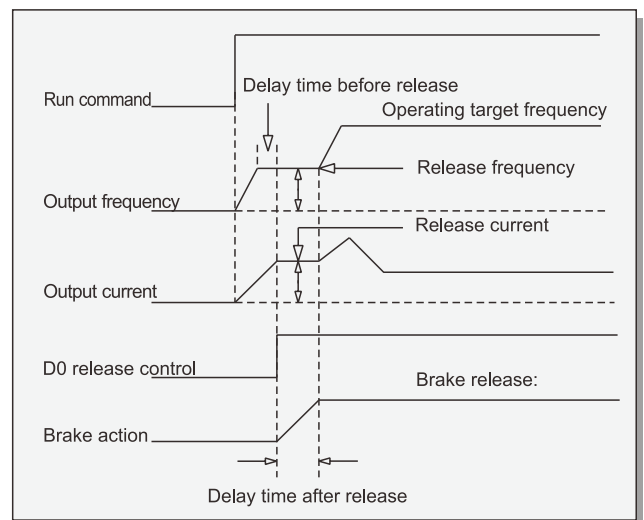 Delay time before release
Run command
Operating target frequency
Release frequency
Output frequency
Release current
Output current
D0 release control
Brake release:
Brake action
Delay time after release